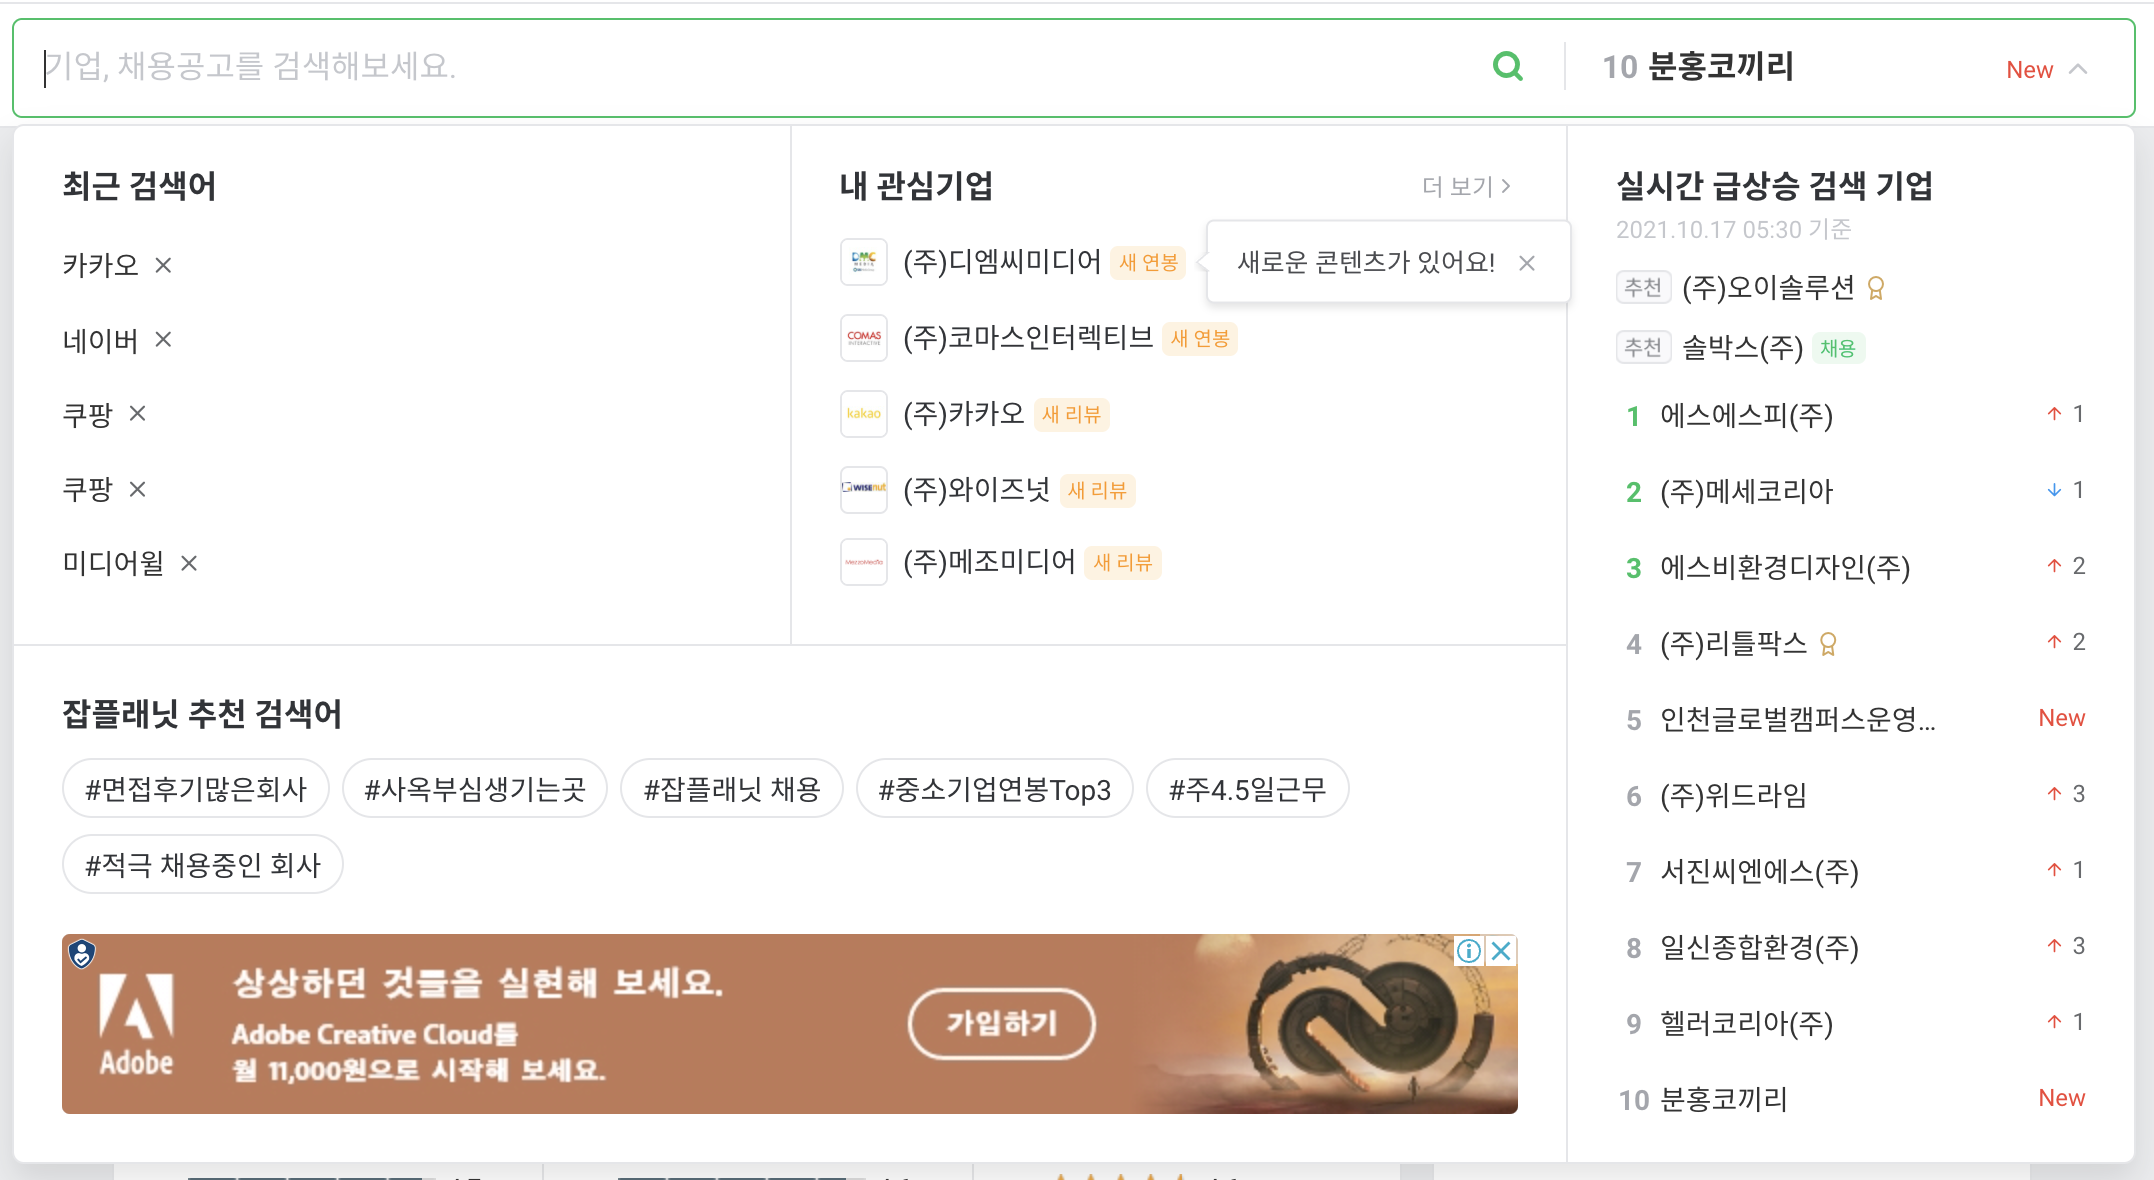 기업, 채용공고를 검색해보세요.
10 분홍코끼리 New
최근 검색어
카카오
네이버
쿠팡
쿠팡
미디어윌
내 관심기업 더 보기
DMC (주)디엠씨미디어 새 연봉
새로운 콘텐츠가 있어요!
COMAS INTERACTIVE (주)코마스인터렉티브 새 연봉
kakao (주)카카오 새 리뷰
WISEnut (주)와이즈넛 새 리뷰
MezzoMedia (주)메조미디어 새 리뷰
잡플래닛 추천 검색어
#면접후기많은회사 #사옥부심생기는곳 #잡플래닛 채용 #중소기업연봉Top3 #주4.5일근무
#적극 채용중인 회사
Adobe
상상하던 것들을 실현해 보세요.
Adobe Creative Cloud를
월 11,000원으로 시작해 보세요.
가입하기
실시간 급상승 검색 기업
2021.10.17 05:30 기준
추천 (주)오이솔루션
추천 솔박스(주) 채용
1 에스에스피(주) ↑ 1
2 (주)메세코리아 ↓ 1
3 에스비환경디자인(주) ↑ 2
4 (주)리틀팍스 ↑ 2
5 인천글로벌캠퍼스운영... New
6 (주)위드라임 ↑ 3
7 서진씨엔에스(주) ↑ 1
8 일신종합환경(주) ↑ 3
9 헬러코리아(주) ↑ 1
10 분홍코끼리 New